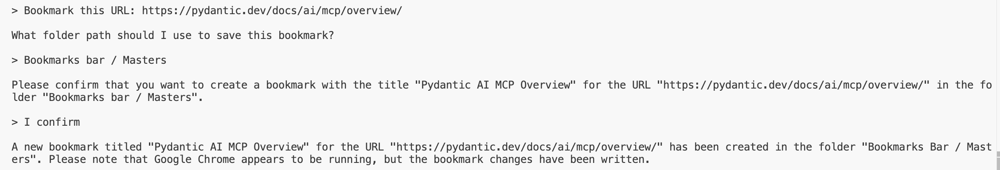 > Bookmark this URL: https://pydantic.dev/docs/ai/mcp/overview/
What folder path should I use to save this bookmark?
> Bookmarks bar / Masters
Please confirm that you want to create a bookmark with the title "Pydantic AI MCP Overview" for the URL "https://pydantic.dev/docs/ai/mcp/overview/" in the fo
lder "Bookmarks bar / Masters".
> I confirm
A new bookmark titled "Pydantic AI MCP Overview" for the URL "https://pydantic.dev/docs/ai/mcp/overview/" has been created in the folder "Bookmarks Bar / Mast
ers". Please note that Google Chrome appears to be running, but the bookmark changes have been written.